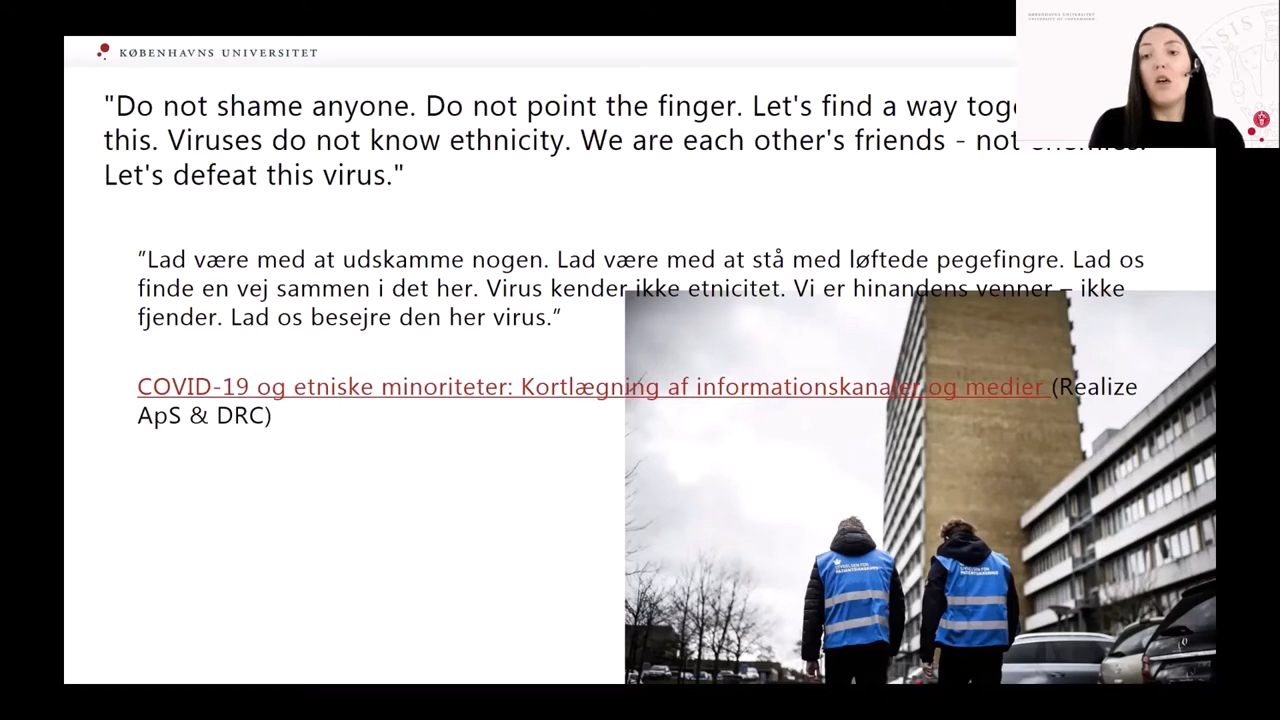 KØBENHAVNS UNIVERSITET
"Do not shame anyone. Do not point the finger. Let's find a way
this. Viruses do not know ethnicity. We are each other's friends - not
Let's defeat this virus."
”Lad være med at udskamme nogen. Lad være med at stå med løftede pegefingre. Lad os
finde en vej sammen i det her. Virus kender ikke etnicitet. Vi er hinandens venner – ikke
fjender. Lad os besejre den her virus.”
COVID-19 og etniske minoriteter: Kortlægning af informationskanaler og medier (Realize
ApS & DRC)